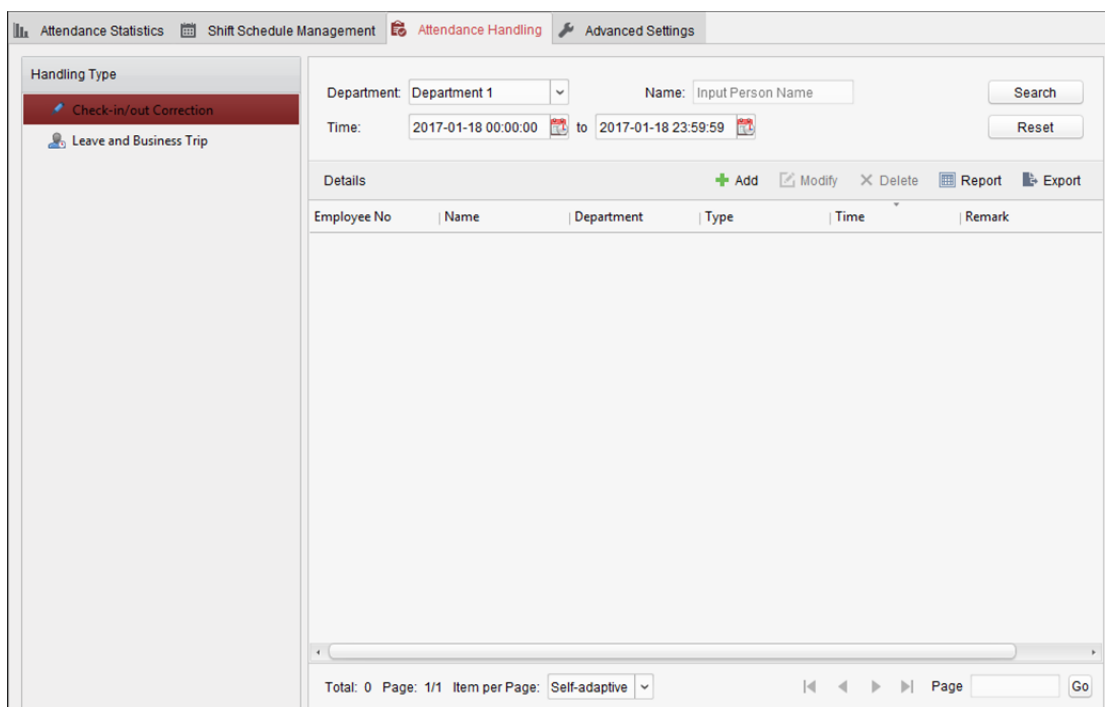 Attendance Statistics Shift Schedule Management Attendance Handling Advanced Settings
Handling Type
Check-in/out Correction
Leave and Business Trip
Department: Department 1 Name: Input Person Name Search
Time: 2017-01-18 00:00:00 to 2017-01-18 23:59:59 Reset
Details Add Modify Delete Report Export
Employee No Name Department Type Time Remark
Total: 0 Page: 1/1 Item per Page: Self-adaptive Page Go